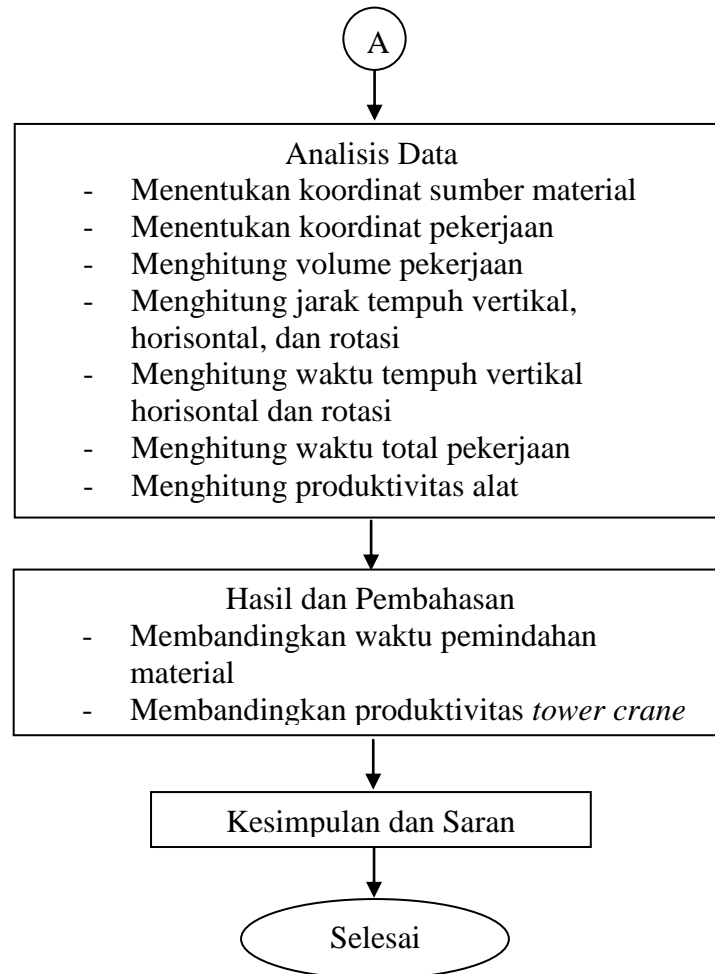 A
Analisis Data
- Menentukan koordinat sumber material
- Menentukan koordinat pekerjaan
- Menghitung volume pekerjaan
- Menghitung jarak tempuh vertikal,
horisontal, dan rotasi
- Menghitung waktu tempuh vertikal
horisontal dan rotasi
- Menghitung waktu total pekerjaan
- Menghitung produktivitas alat
Hasil dan Pembahasan
- Membandingkan waktu pemindahan
material
- Membandingkan produktivitas tower crane
Kesimpulan dan Saran
Selesai